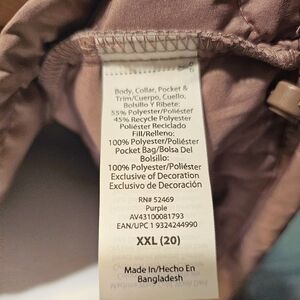 Body, Collar, Pocket &
Trim/Cuerpo, Cuello,
Bolsillo Y Ribete:
55% Polyester/Poliéster
45% Recycle Polyester
Poliéster Reciclado
Fill/Relleno:
100% Polyester/Poliéster
Pocket Bag/Bolsa Del
Bolsillo:
100% Polyester/Poliéster
Exclusive of Decoration
Exclusivo de Decoración
RN# 52469
Purple
AV43100081793
EAN/UPC 1 9324244990
XXL (20)
Made In/Hecho En
Bangladesh